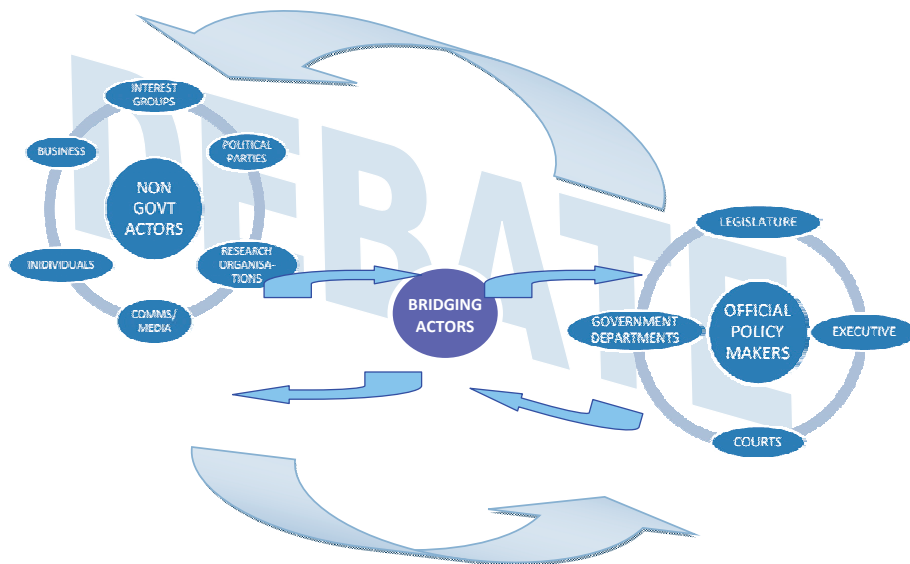 DEBATE
INTEREST
GROUPS
BUSINESS
POLITICAL
PARTIES
NON
GOVT
ACTORS
INIDIVIDUALS
RESEARCH
ORGANISA-
TIONS
COMMS/
MEDIA
BRIDGING
ACTORS
LEGISLATURE
GOVERNMENT
DEPARTMENTS
OFFICIAL
POLICY
MAKERS
EXECUTIVE
COURTS